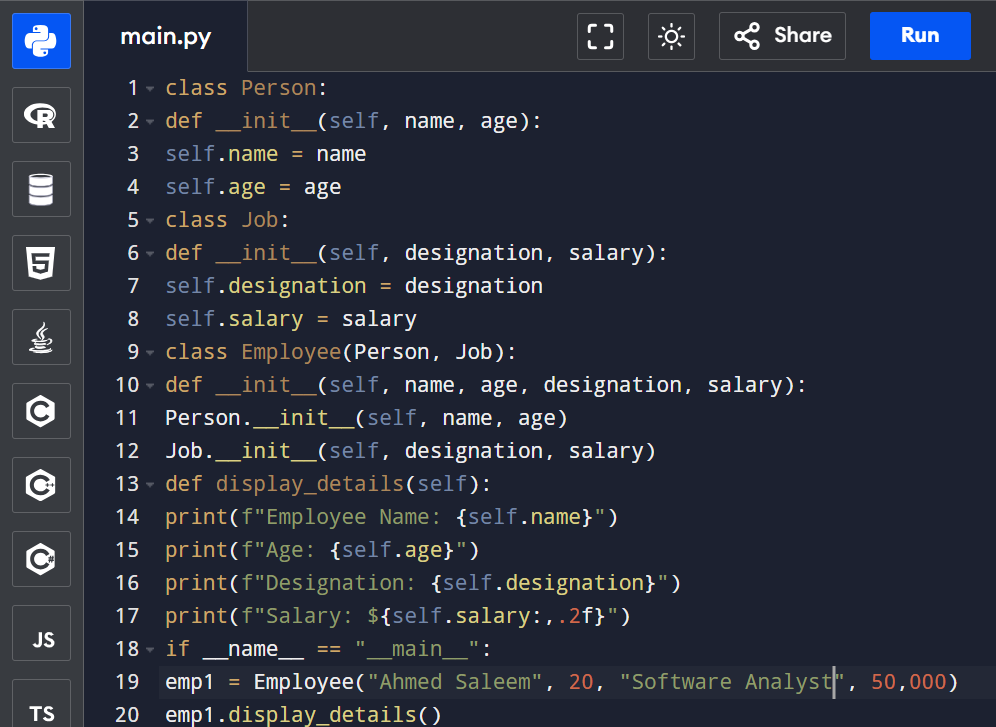 main.py
Share
Run
1 class Person:
2 def __init__(self, name, age):
3 self.name = name
4 self.age = age
5 class Job:
6 def __init__(self, designation, salary):
7 self.designation = designation
8 self.salary = salary
9 class Employee(Person, Job):
10 def __init__(self, name, age, designation, salary):
11 Person.__init__(self, name, age)
12 Job.__init__(self, designation, salary)
13 def display_details(self):
14 print(f"Employee Name: {self.name}")
15 print(f"Age: {self.age}")
16 print(f"Designation: {self.designation}")
17 print(f"Salary: ${self.salary:,.2f}")
18 if __name__ == "__main__":
19 emp1 = Employee("Ahmed Saleem", 20, "Software Analyst", 50,000)
20 emp1.display_details()
R
5
C
C++
C#
JS
TS